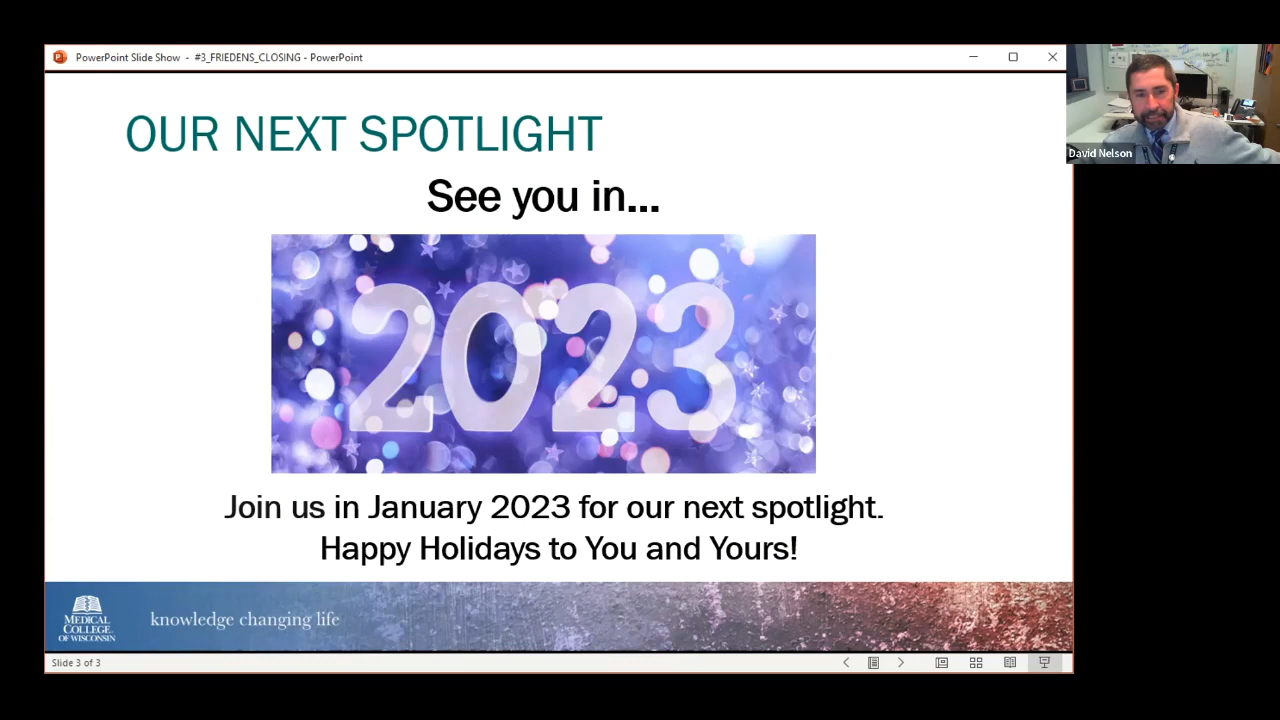 PowerPoint Slide Show - #3_FRIEDENS_CLOSING - PowerPoint
David Nelson
OUR NEXT SPOTLIGHT
See you in...
2023
Join us in January 2023 for our next spotlight.
Happy Holidays to You and Yours!
MEDICAL
COLLEGE
OF WISCONSIN
knowledge changing life
Slide 3 of 3